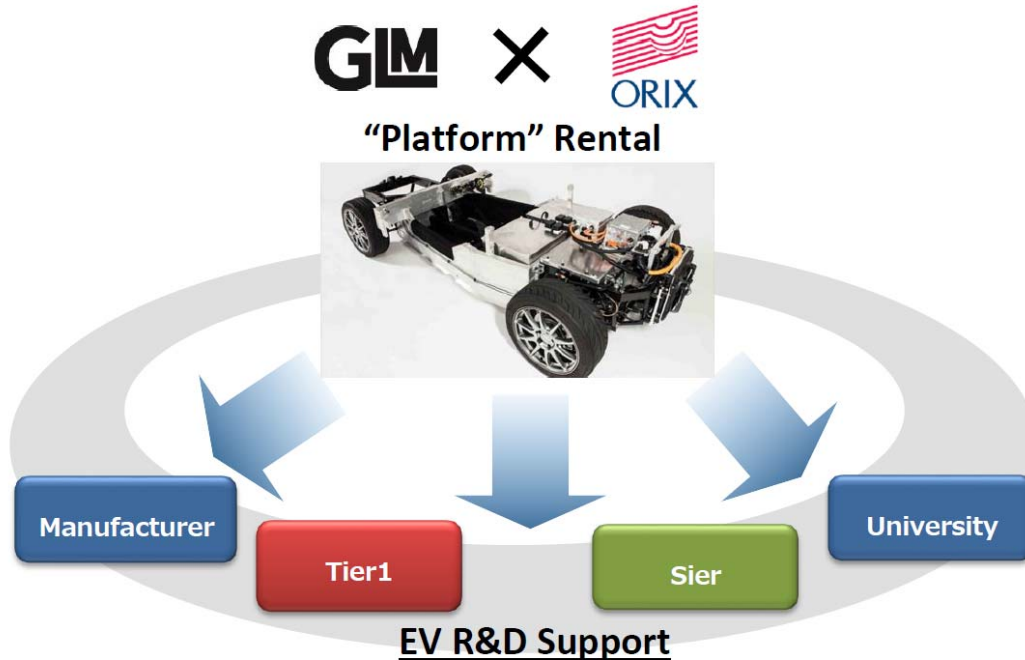 GLM × ORIX
“Platform” Rental
Manufacturer
Tier1
Sier
University
EV R&D Support